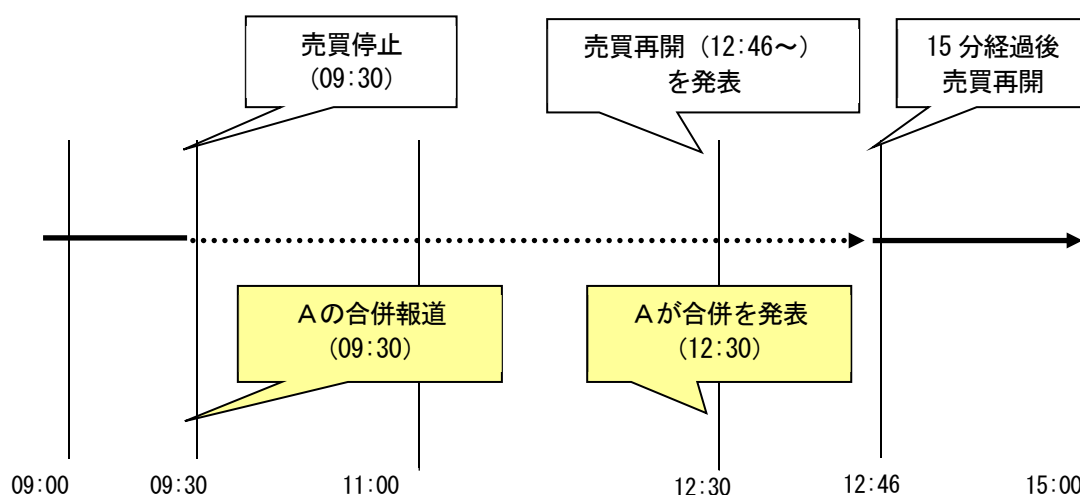 売買停止
(09:30)
売買再開（12:46～）
を発表
15 分経過後
売買再開
Ａの合併報道
（09:30）
Ａが合併を発表
（12:30）
09:00
09:30
11:00
12:30
12:46
15:00